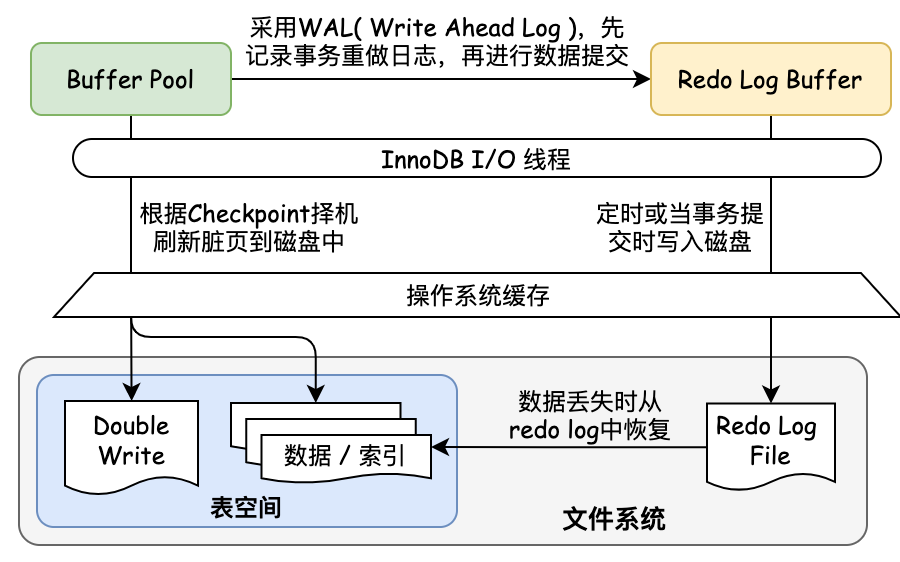 采用WAL( Write Ahead Log )，先
记录事务重做日志，再进行数据提交
Buffer Pool
Redo Log Buffer
InnoDB I/O 线程
根据Checkpoint择机
刷新脏页到磁盘中
定时或当事务提
交时写入磁盘
操作系统缓存
Double
Write
数据 / 索引
表空间
数据丢失时从
redo log中恢复
Redo Log
File
文件系统